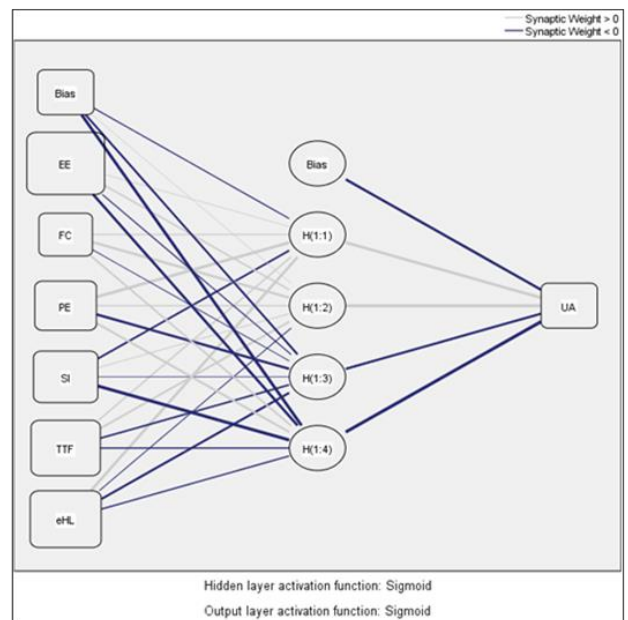 Synaptic Weight > 0
Synaptic Weight < 0
Bias
EE
FC
PE
SI
TTF
eHL
Bias
H(1:1)
H(1:2)
H(1:3)
H(1:4)
UA
Hidden layer activation function: Sigmoid
Output layer activation function: Sigmoid